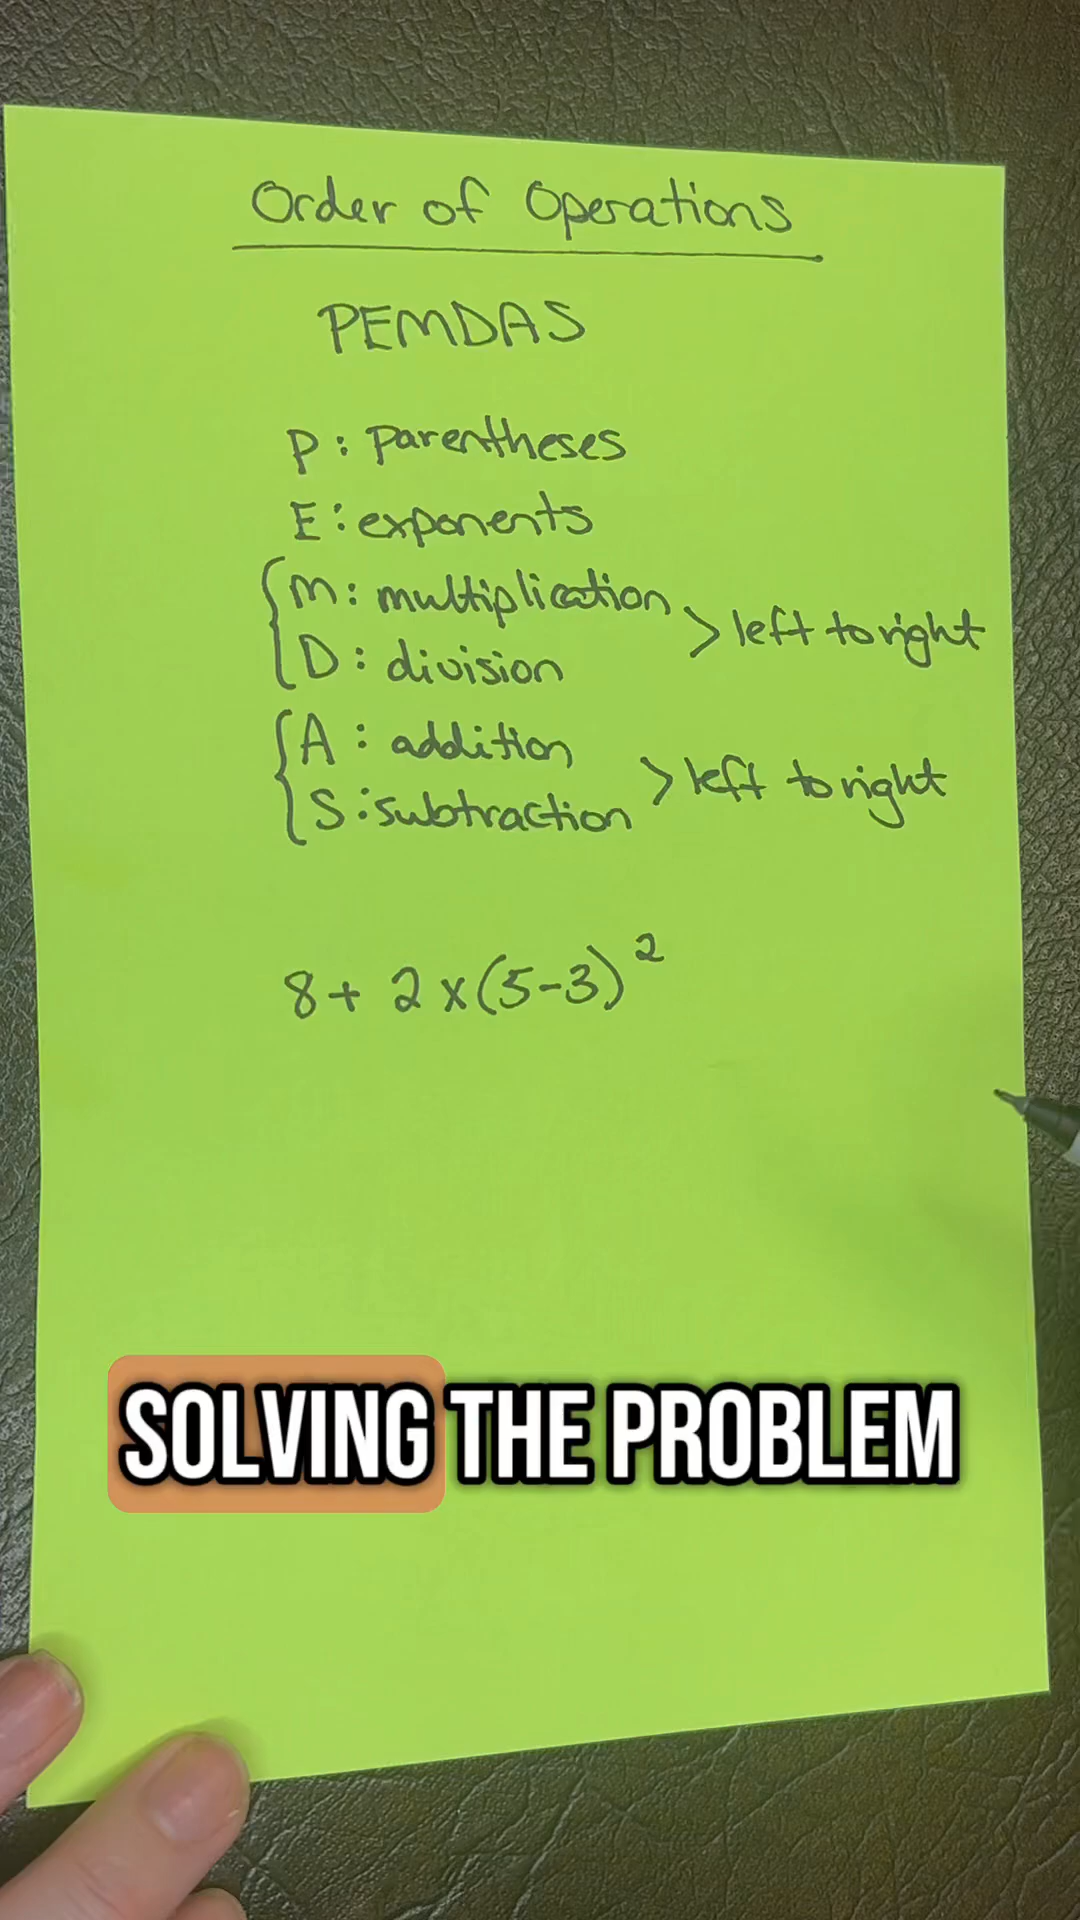 Order of Operations
PEMDAS
P: parentheses
E: exponents
M: multiplication
D: division
> left to right
A: addition
S: subtraction
> left to right
8 + 2 x (5-3)²
SOLVING THE PROBLEM